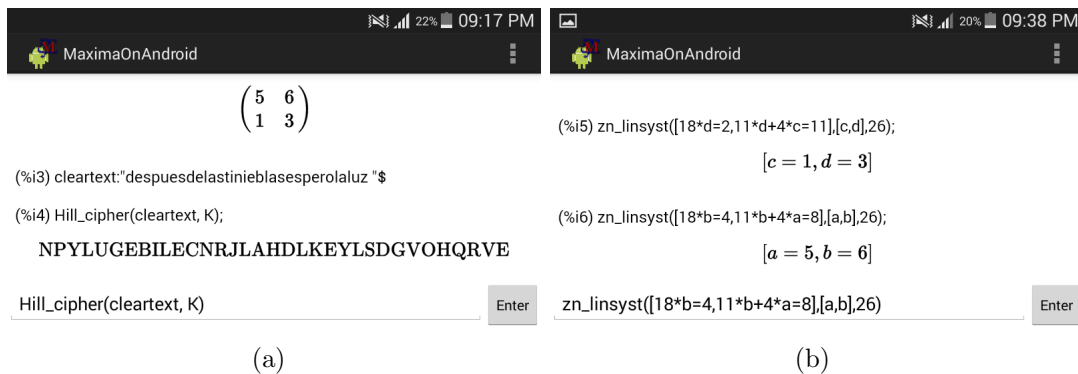 22% 09:17 PM
MaximaOnAndroid
5 6
1 3
(%i3) cleartext:"despuesdelastinieblasesperolaluz "$
(%i4) Hill_cipher(cleartext, K);
NPYLUGEBILECNRJLAHDLKEYLSDGVOHQRVE
Hill_cipher(cleartext, K)
Enter
(a)
20% 09:38 PM
MaximaOnAndroid
(%i5) zn_linsyst([18*d=2,11*d+4*c=11],[c,d],26);
[c = 1, d = 3]
(%i6) zn_linsyst([18*b=4,11*b+4*a=8],[a,b],26);
[a = 5, b = 6]
zn_linsyst([18*b=4,11*b+4*a=8],[a,b],26)
Enter
(b)